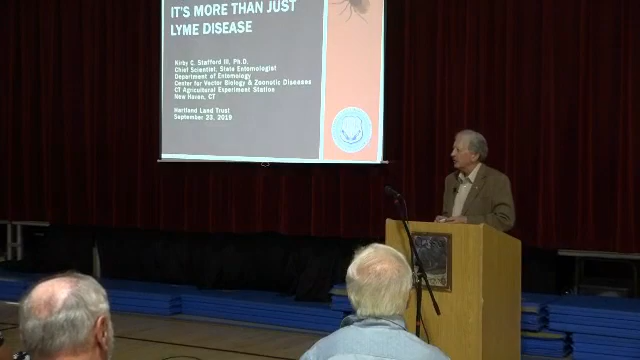 IT'S MORE THAN JUST
LYME DISEASE
Kirby C. Stafford III, Ph.D.
Chief Scientist, State Entomologist
Department of Entomology
Center for Vector Biology & Zoonotic Diseases
CT Agricultural Experiment Station
New Haven, CT
Hartland Land Trust
September 23, 2019